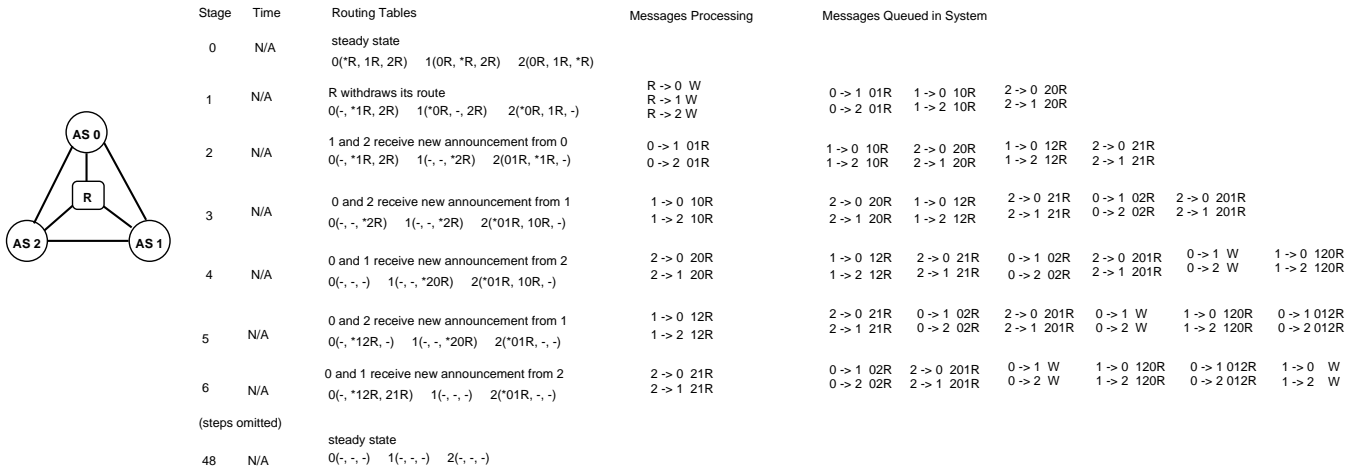 Stage Time Routing Tables Messages Processing Messages Queued in System
0 N/A steady state
0(*R, 1R, 2R) 1(0R, *R, 2R) 2(0R, 1R, *R)
1 N/A R withdraws its route
0(-, *1R, 2R) 1(*0R, -, 2R) 2(*0R, 1R, -)
R -> 0 W
R -> 1 W
R -> 2 W
0 -> 1 01R 1 -> 0 10R 2 -> 0 20R
0 -> 2 01R 1 -> 2 10R 2 -> 1 20R
AS 0
R
AS 2
AS 1
2 N/A 1 and 2 receive new announcement from 0
0(-, *1R, 2R) 1(-, -, *2R) 2(01R, *1R, -)
0 -> 1 01R
0 -> 2 01R
1 -> 0 10R 2 -> 0 20R 1 -> 0 12R 2 -> 0 21R
1 -> 2 10R 2 -> 1 20R 1 -> 2 12R 2 -> 1 21R
3 N/A 0 and 2 receive new announcement from 1
0(-, -, *2R) 1(-, -, *2R) 2(*01R, 10R, -)
1 -> 0 10R
1 -> 2 10R
2 -> 0 20R 1 -> 0 12R 2 -> 0 21R 0 -> 1 02R 2 -> 0 201R
2 -> 1 20R 1 -> 2 12R 2 -> 1 21R 0 -> 2 02R 2 -> 1 201R
4 N/A 0 and 1 receive new announcement from 2
0(-, -, -) 1(-, -, *20R) 2(*01R, 10R, -)
2 -> 0 20R
2 -> 1 20R
1 -> 0 12R 2 -> 0 21R 0 -> 1 02R 2 -> 0 201R 0 -> 1 W 1 -> 0 120R
1 -> 2 12R 2 -> 1 21R 0 -> 2 02R 2 -> 1 201R 0 -> 2 W 1 -> 2 120R
5 N/A 0 and 2 receive new announcement from 1
0(-, *12R, -) 1(-, -, *20R) 2(*01R, -, -)
1 -> 0 12R
1 -> 2 12R
2 -> 0 21R 0 -> 1 02R 2 -> 0 201R 0 -> 1 W 1 -> 0 120R 0 -> 1 012R
2 -> 1 21R 0 -> 2 02R 2 -> 1 201R 0 -> 2 W 1 -> 2 120R 0 -> 2 012R
6 N/A 0 and 1 receive new announcement from 2
0(-, *12R, 21R) 1(-, -, -) 2(*01R, -, -)
2 -> 0 21R
2 -> 1 21R
0 -> 1 02R 2 -> 0 201R 0 -> 1 W 1 -> 0 120R 0 -> 1 012R 1 -> 0 W
0 -> 2 02R 2 -> 1 201R 0 -> 2 W 1 -> 2 120R 0 -> 2 012R 1 -> 2 W
(steps omitted)
48 N/A steady state
0(-, -, -) 1(-, -, -) 2(-, -, -)